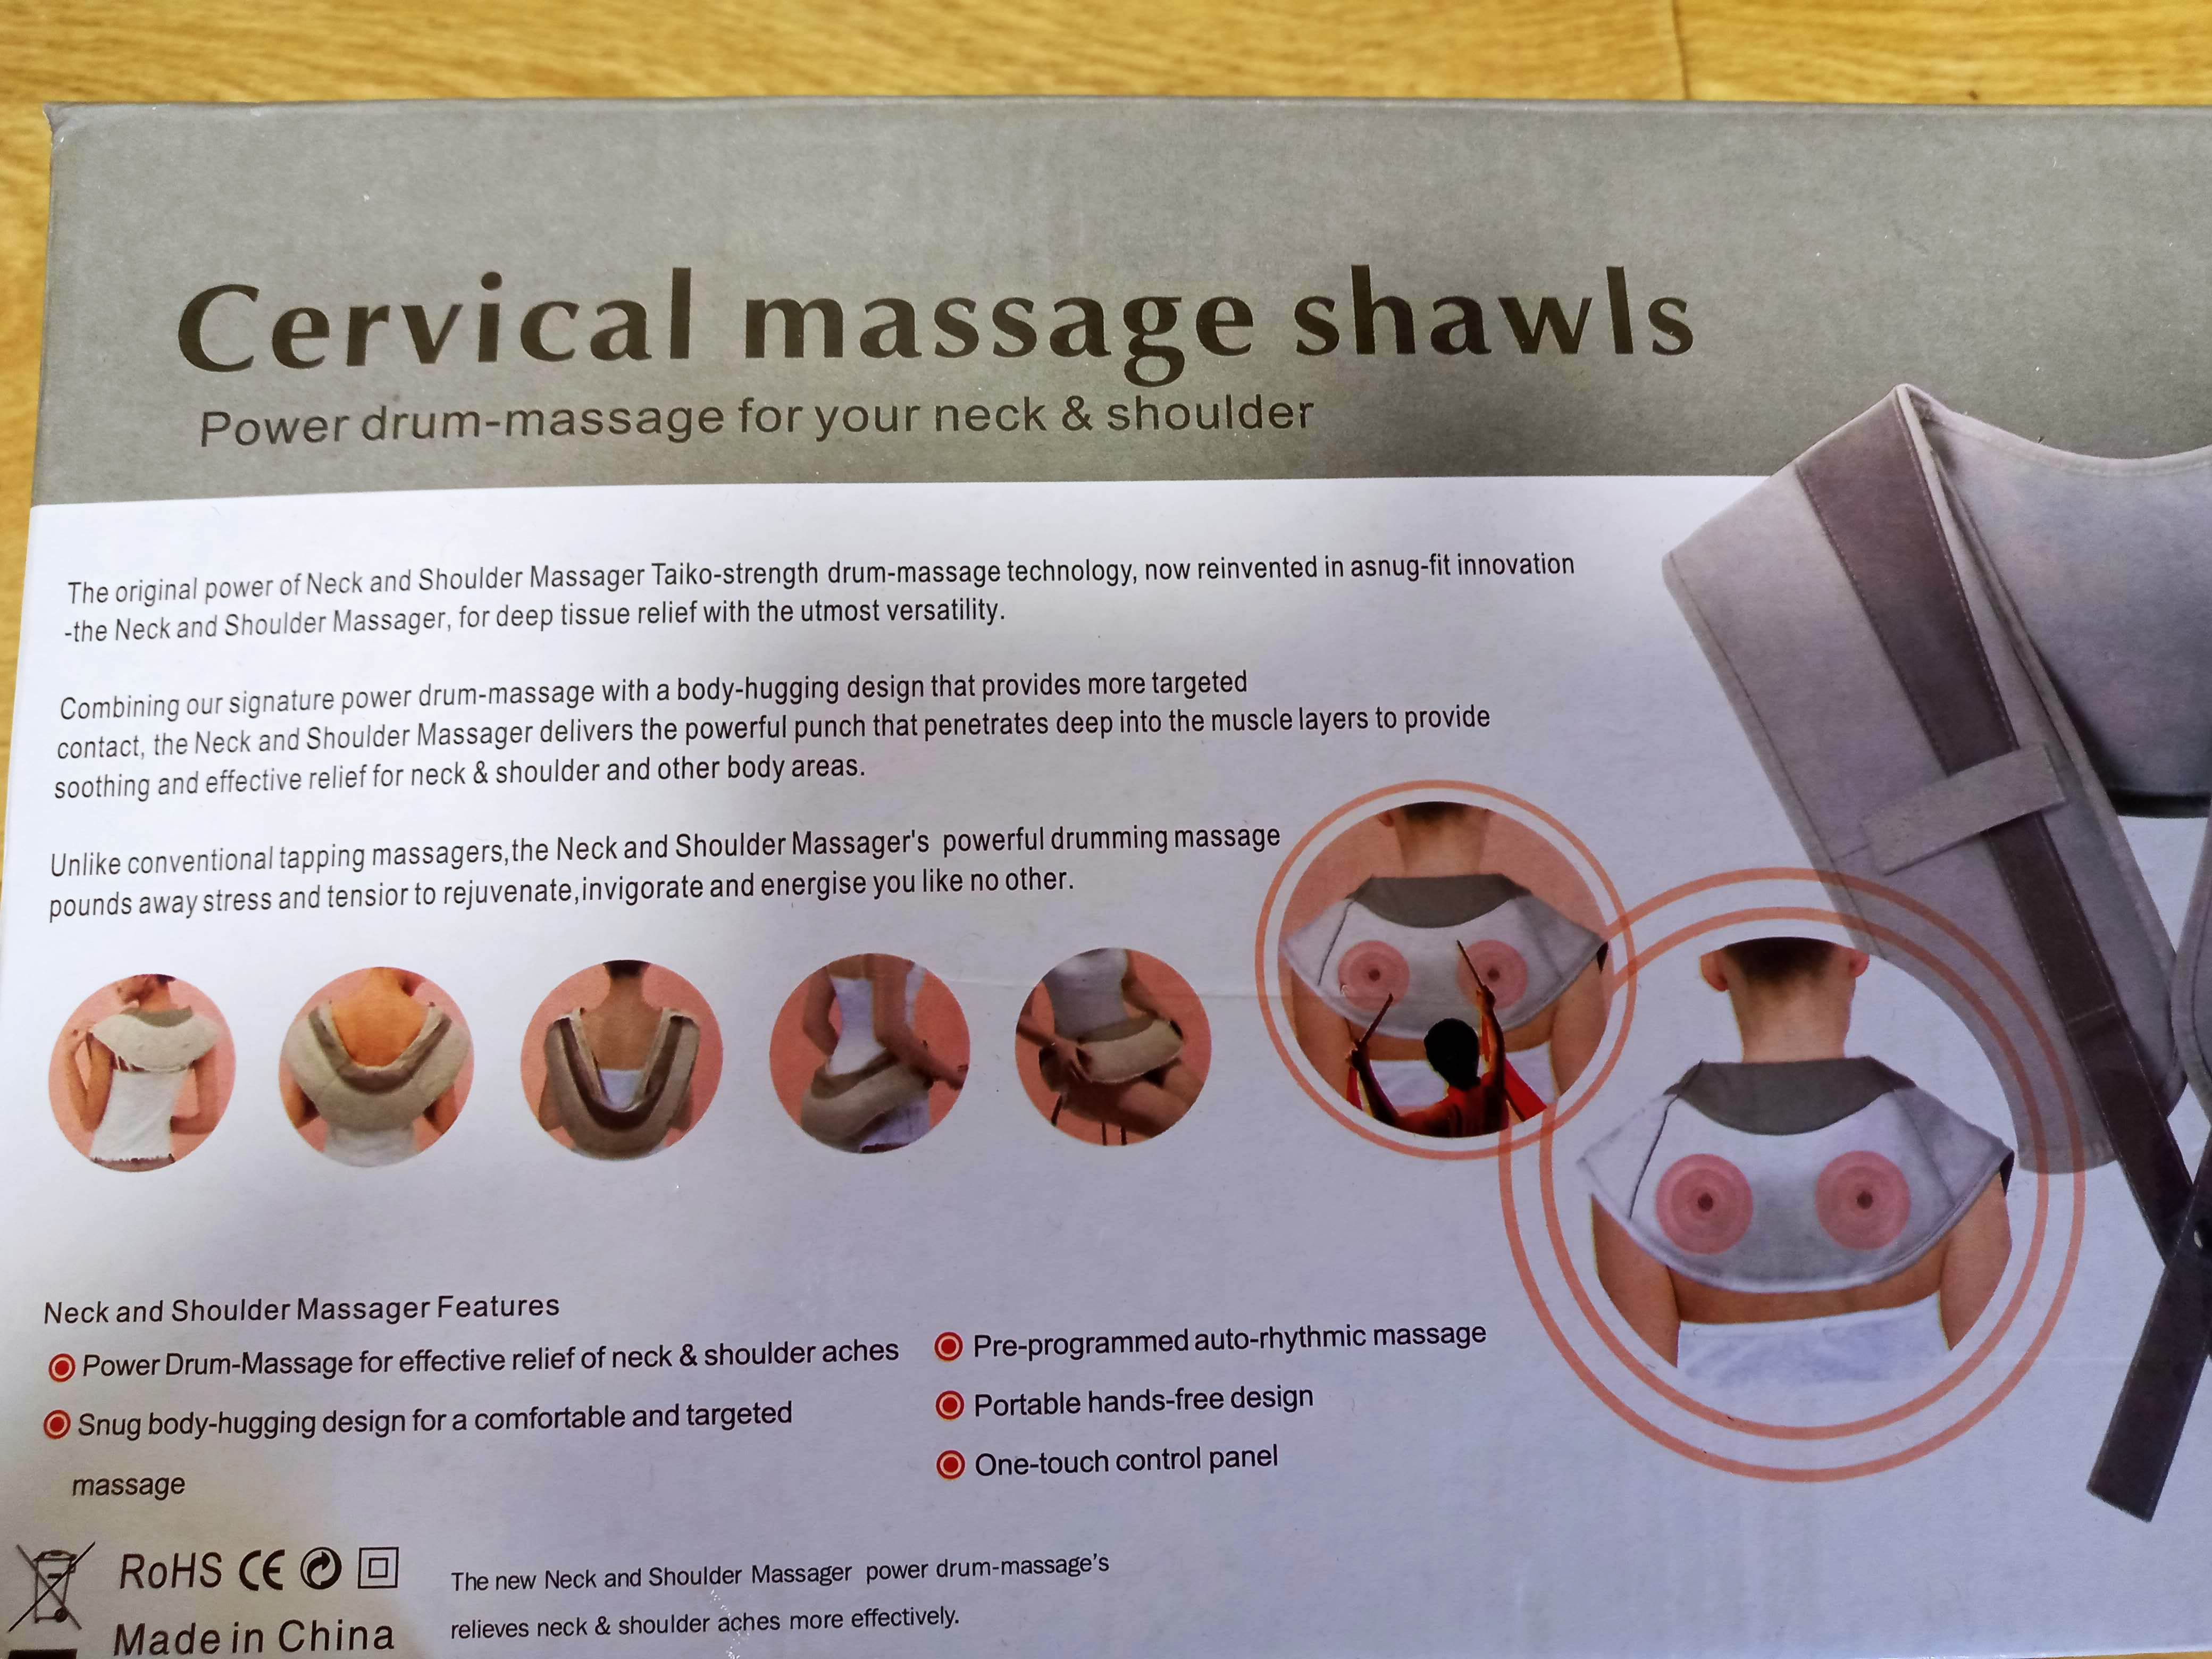 Cervical massage shawls
Power drum-massage for your neck & shoulder
The original power of Neck and Shoulder Massager Taiko-strength drum-massage technology, now reinvented in asnug-fit innovation
-the Neck and Shoulder Massager, for deep tissue relief with the utmost versatility.
Combining our signature power drum-massage with a body-hugging design that provides more targeted
contact, the Neck and Shoulder Massager delivers the powerful punch that penetrates deep into the muscle layers to provide
soothing and effective relief for neck & shoulder and other body areas.
Unlike conventional tapping massagers,the Neck and Shoulder Massager's powerful drumming massage
pounds away stress and tensior to rejuvenate,invigorate and energise you like no other.
Neck and Shoulder Massager Features
Power Drum-Massage for effective relief of neck & shoulder aches
Snug body-hugging design for a comfortable and targeted
massage
Pre-programmed auto-rhythmic massage
Portable hands-free design
One-touch control panel
RoHS CE
Made in China
The new Neck and Shoulder Massager power drum-massage's
relieves neck & shoulder aches more effectively.